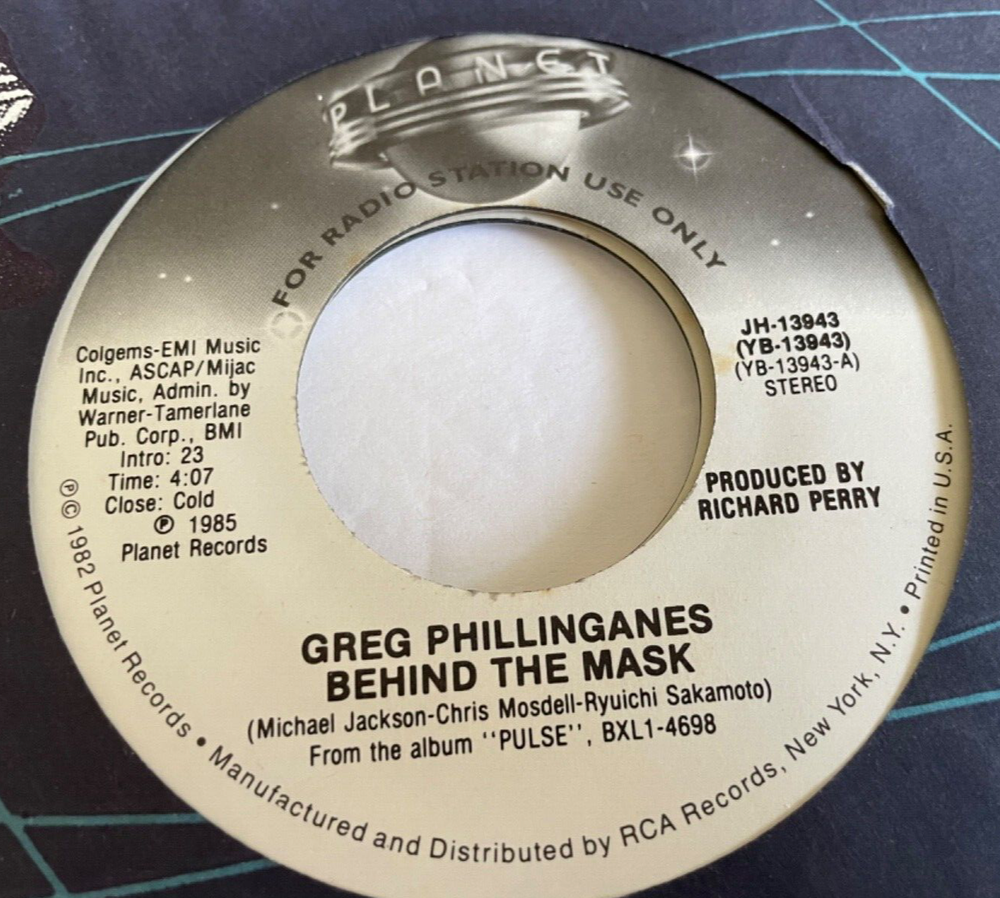 PLANET
FOR RADIO STATION USE ONLY
JH-13943
(YB-13943)
(YB-13943-A)
STEREO
Colgems-EMI Music
Inc., ASCAP/Mijac
Music, Admin. by
Warner-Tamerlane
Pub. Corp., BMI
Intro: 23
Time: 4:07
Close: Cold
℗ 1985
Planet Records
PRODUCED BY
RICHARD PERRY
GREG PHILLINGANES
BEHIND THE MASK
(Michael Jackson-Chris Mosdell-Ryuichi Sakamoto)
From the album "PULSE", BXL1-4698
℗© 1982 Planet Records • Manufactured and Distributed by RCA Records, New York, N.Y. • Printed in U.S.A.